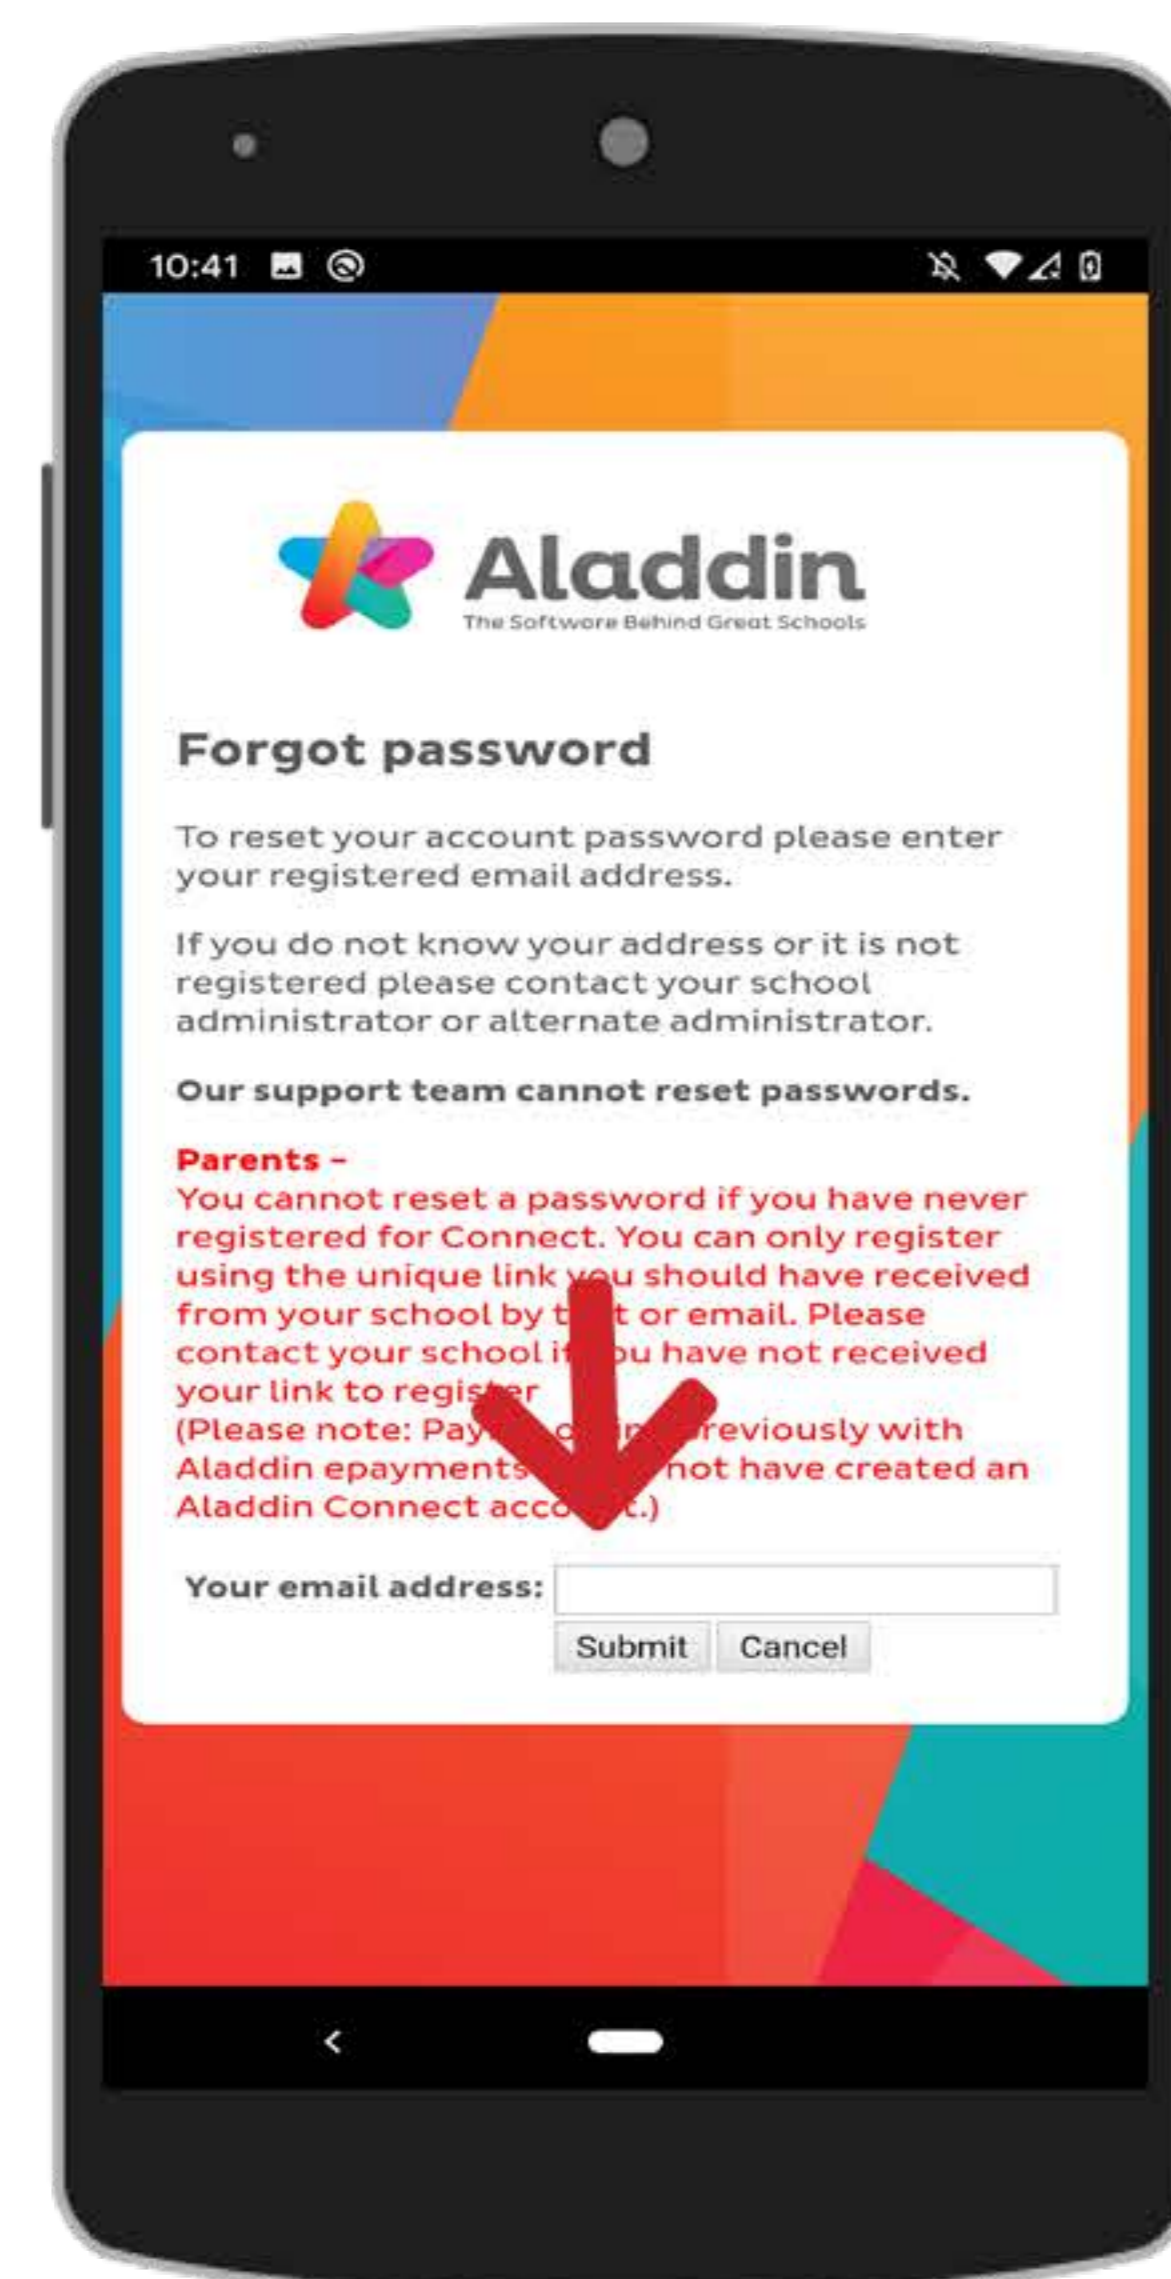 10:41
Aladdin
The Software Behind Great Schools
Forgot password
To reset your account password please enter
your registered email address.
If you do not know your address or it is not
registered please contact your school
administrator or alternate administrator.
Our support team cannot reset passwords.
Parents -
You cannot reset a password if you have never
registered for Connect. You can only register
using the unique link you should have received
from your school by or email. Please
contact your school have not received
your link to register
(Please note: with
Aladdin epayments not have created an
Aladdin Connect
Your email address:
Submit Cancel